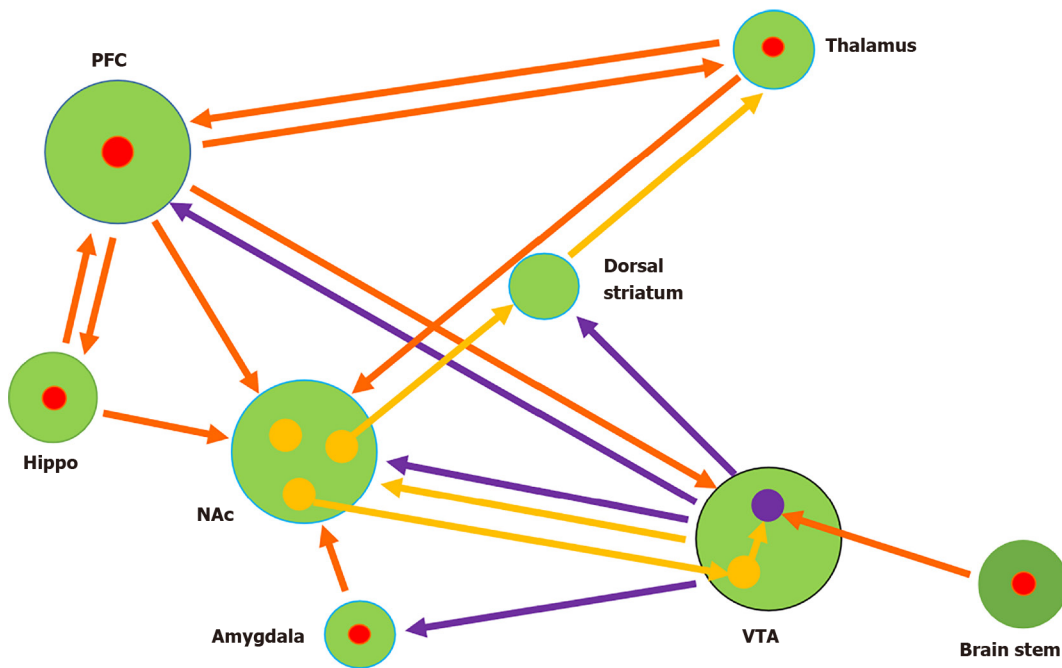 PFC
Thalamus
Dorsal
striatum
Hippo
NAc
Amygdala
VTA
Brain stem